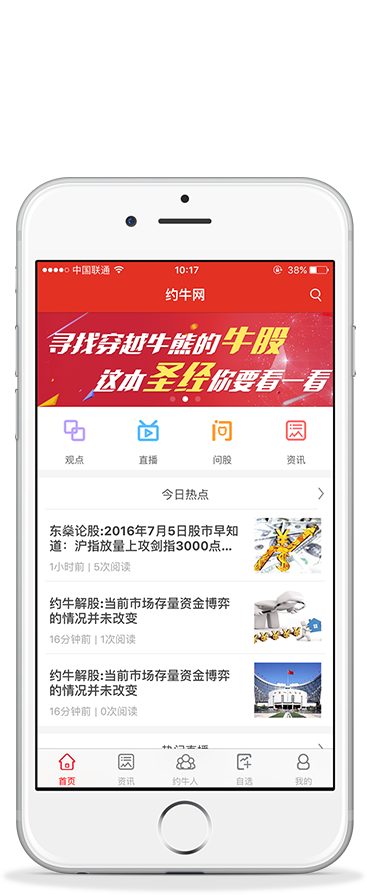 中国联通
10:17
38%
约牛网
寻找穿越牛熊的牛股
这本圣经你要看一看
观点
直播
问股
资讯
今日热点
东燊论股:2016年7月5日股市早知
道：沪指放量上攻剑指3000点...
1小时前 | 5次阅读
约牛解股:当前市场存量资金博弈
的情况并未改变
16分钟前 | 1次阅读
约牛解股:当前市场存量资金博弈
的情况并未改变
16分钟前 | 0次阅读
热门直播
首页
资讯
约牛人
自选
我的